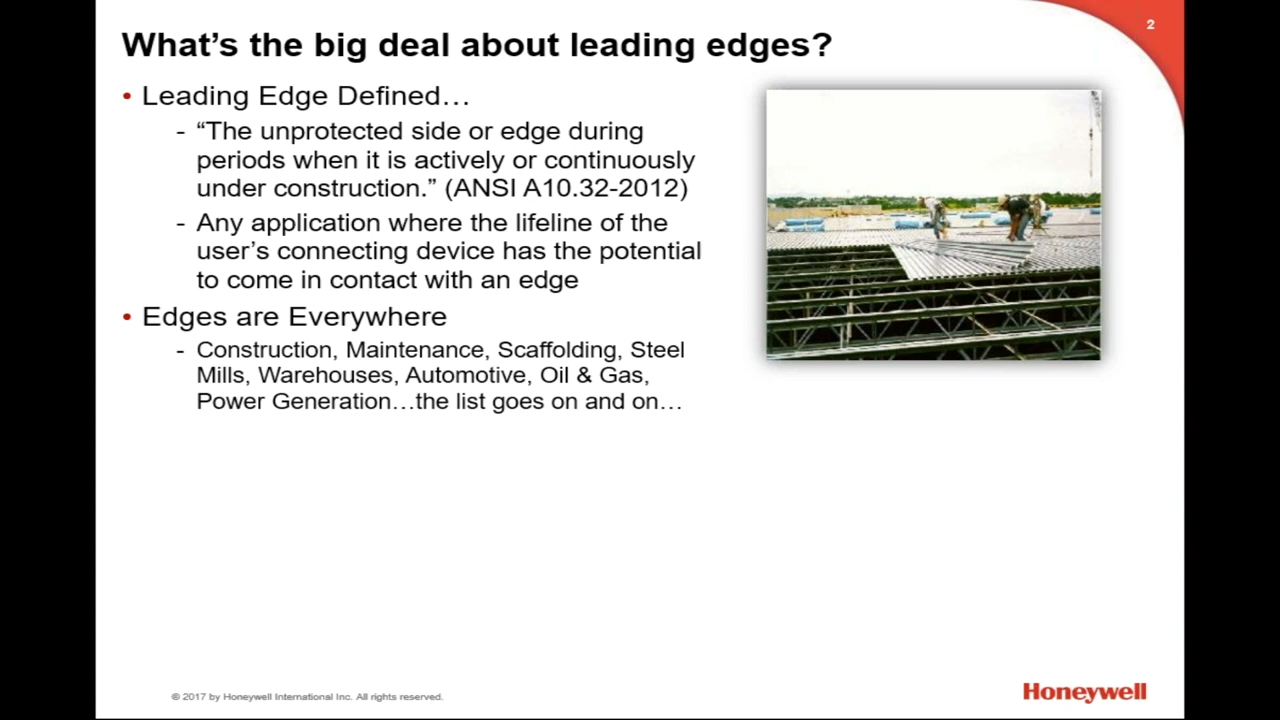 2
What's the big deal about leading edges?
• Leading Edge Defined…
- “The unprotected side or edge during
periods when it is actively or continuously
under construction.” (ANSI A10.32-2012)
- Any application where the lifeline of the
user’s connecting device has the potential
to come in contact with an edge
• Edges are Everywhere
- Construction, Maintenance, Scaffolding, Steel
Mills, Warehouses, Automotive, Oil & Gas,
Power Generation…the list goes on and on…
© 2017 by Honeywell International Inc. All rights reserved.
Honeywell